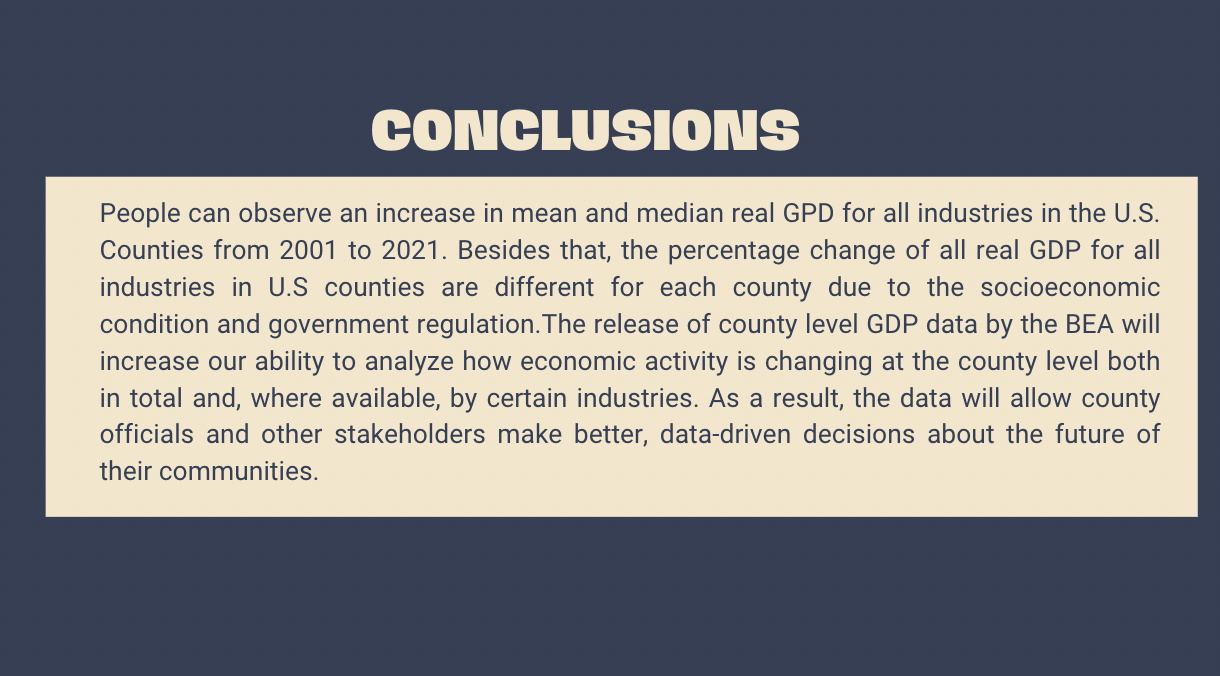 CONCLUSIONS
People can observe an increase in mean and median real GPD for all industries in the U.S.
Counties from 2001 to 2021. Besides that, the percentage change of all real GDP for all
industries in U.S counties are different for each county due to the socioeconomic
condition and government regulation.The release of county level GDP data by the BEA will
increase our ability to analyze how economic activity is changing at the county level both
in total and, where available, by certain industries. As a result, the data will allow county
officials and other stakeholders make better, data-driven decisions about the future of
their communities.